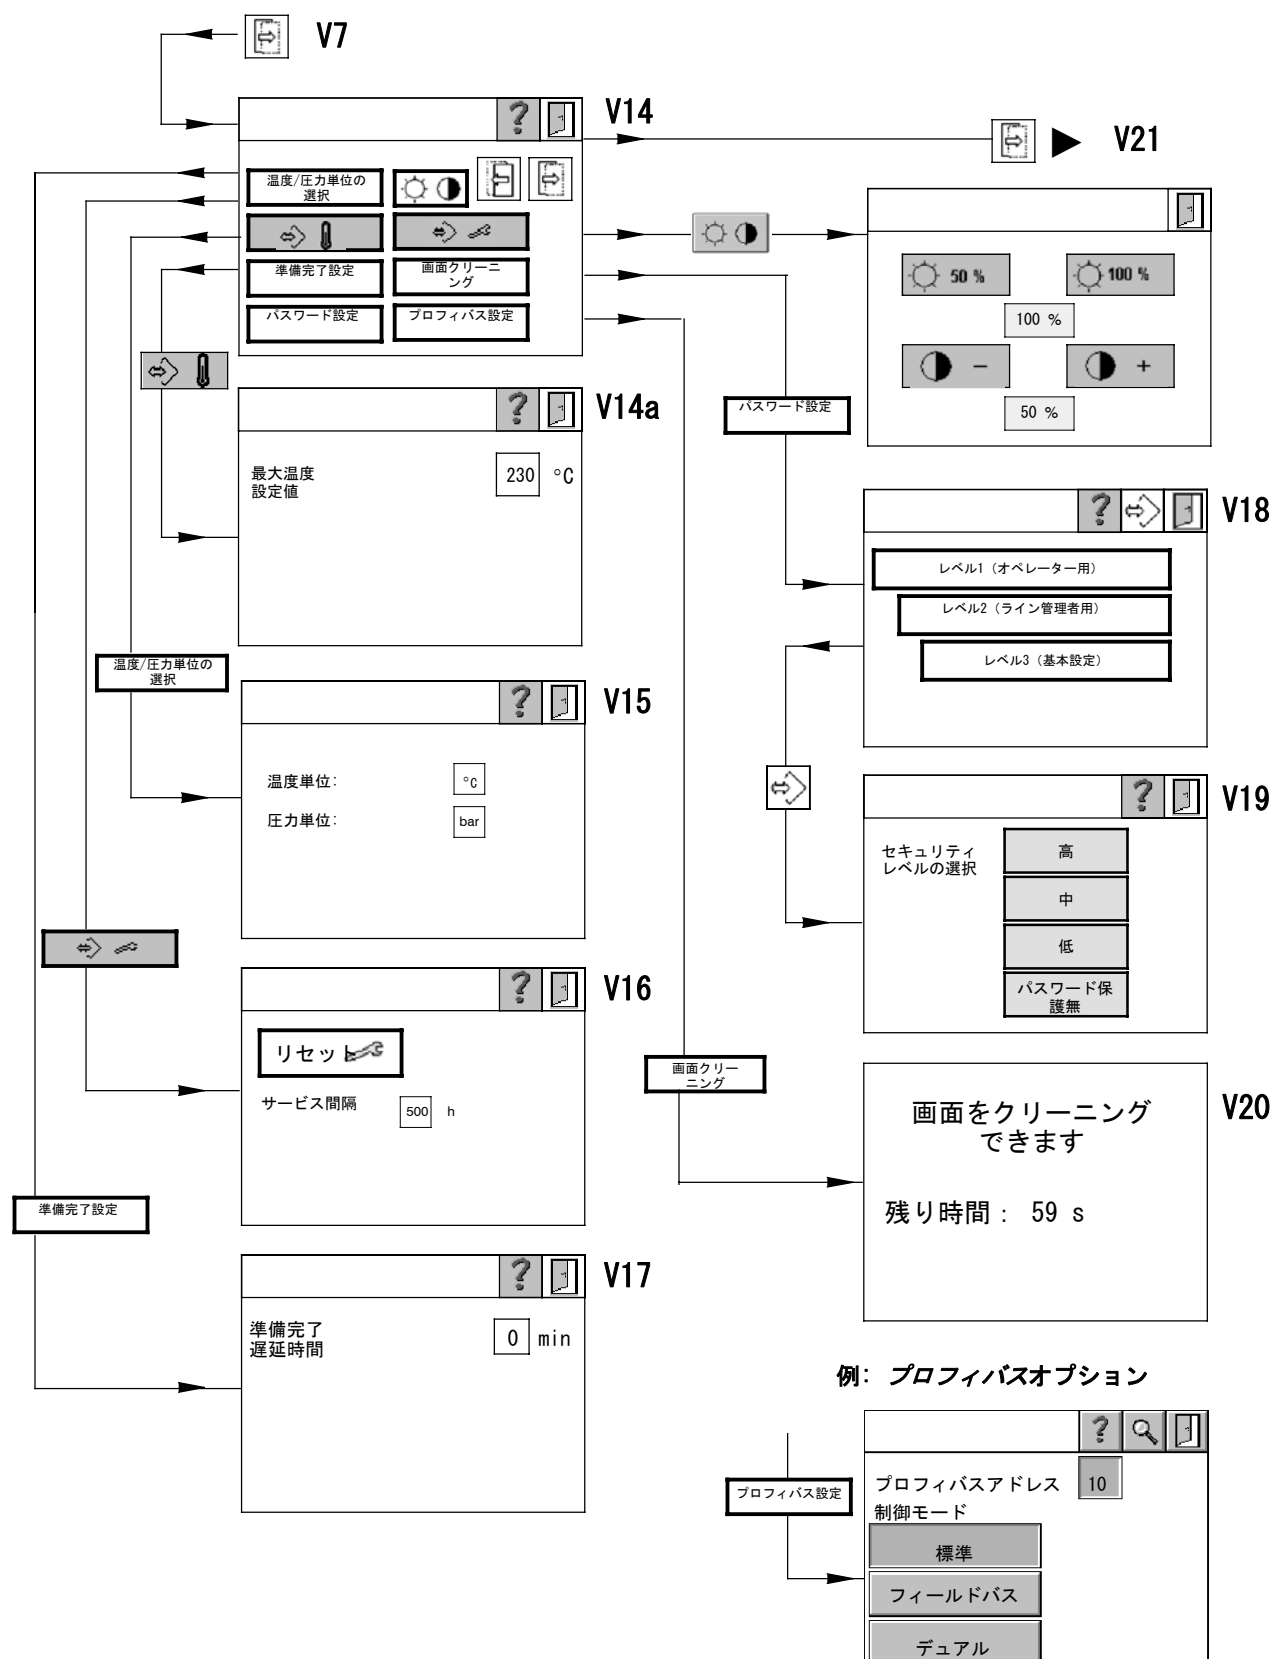 V7
V14
V21
温度/圧力単位の
選択
準備完了設定
画面クリーニ
ング
パスワード設定
プロフィバス設定
50 %
100 %
100 %
−
+
50 %
V14a
最大温度
設定値
230 °C
パスワード設定
V18
レベル1（オペレーター用）
レベル2（ライン管理者用）
レベル3（基本設定）
温度/圧力単位の
選択
V15
温度単位:
°C
圧力単位:
bar
V19
セキュリティ
レベルの選択
高
中
低
パスワード保
護無
V16
リセット
サービス間隔
500 h
画面クリー
ニング
V20
画面をクリーニング
できます
残り時間： 59 s
準備完了設定
V17
準備完了
遅延時間
0 min
例: プロフィバスオプション
プロフィバス設定
プロフィバスアドレス 10
制御モード
標準
フィールドバス
デュアル